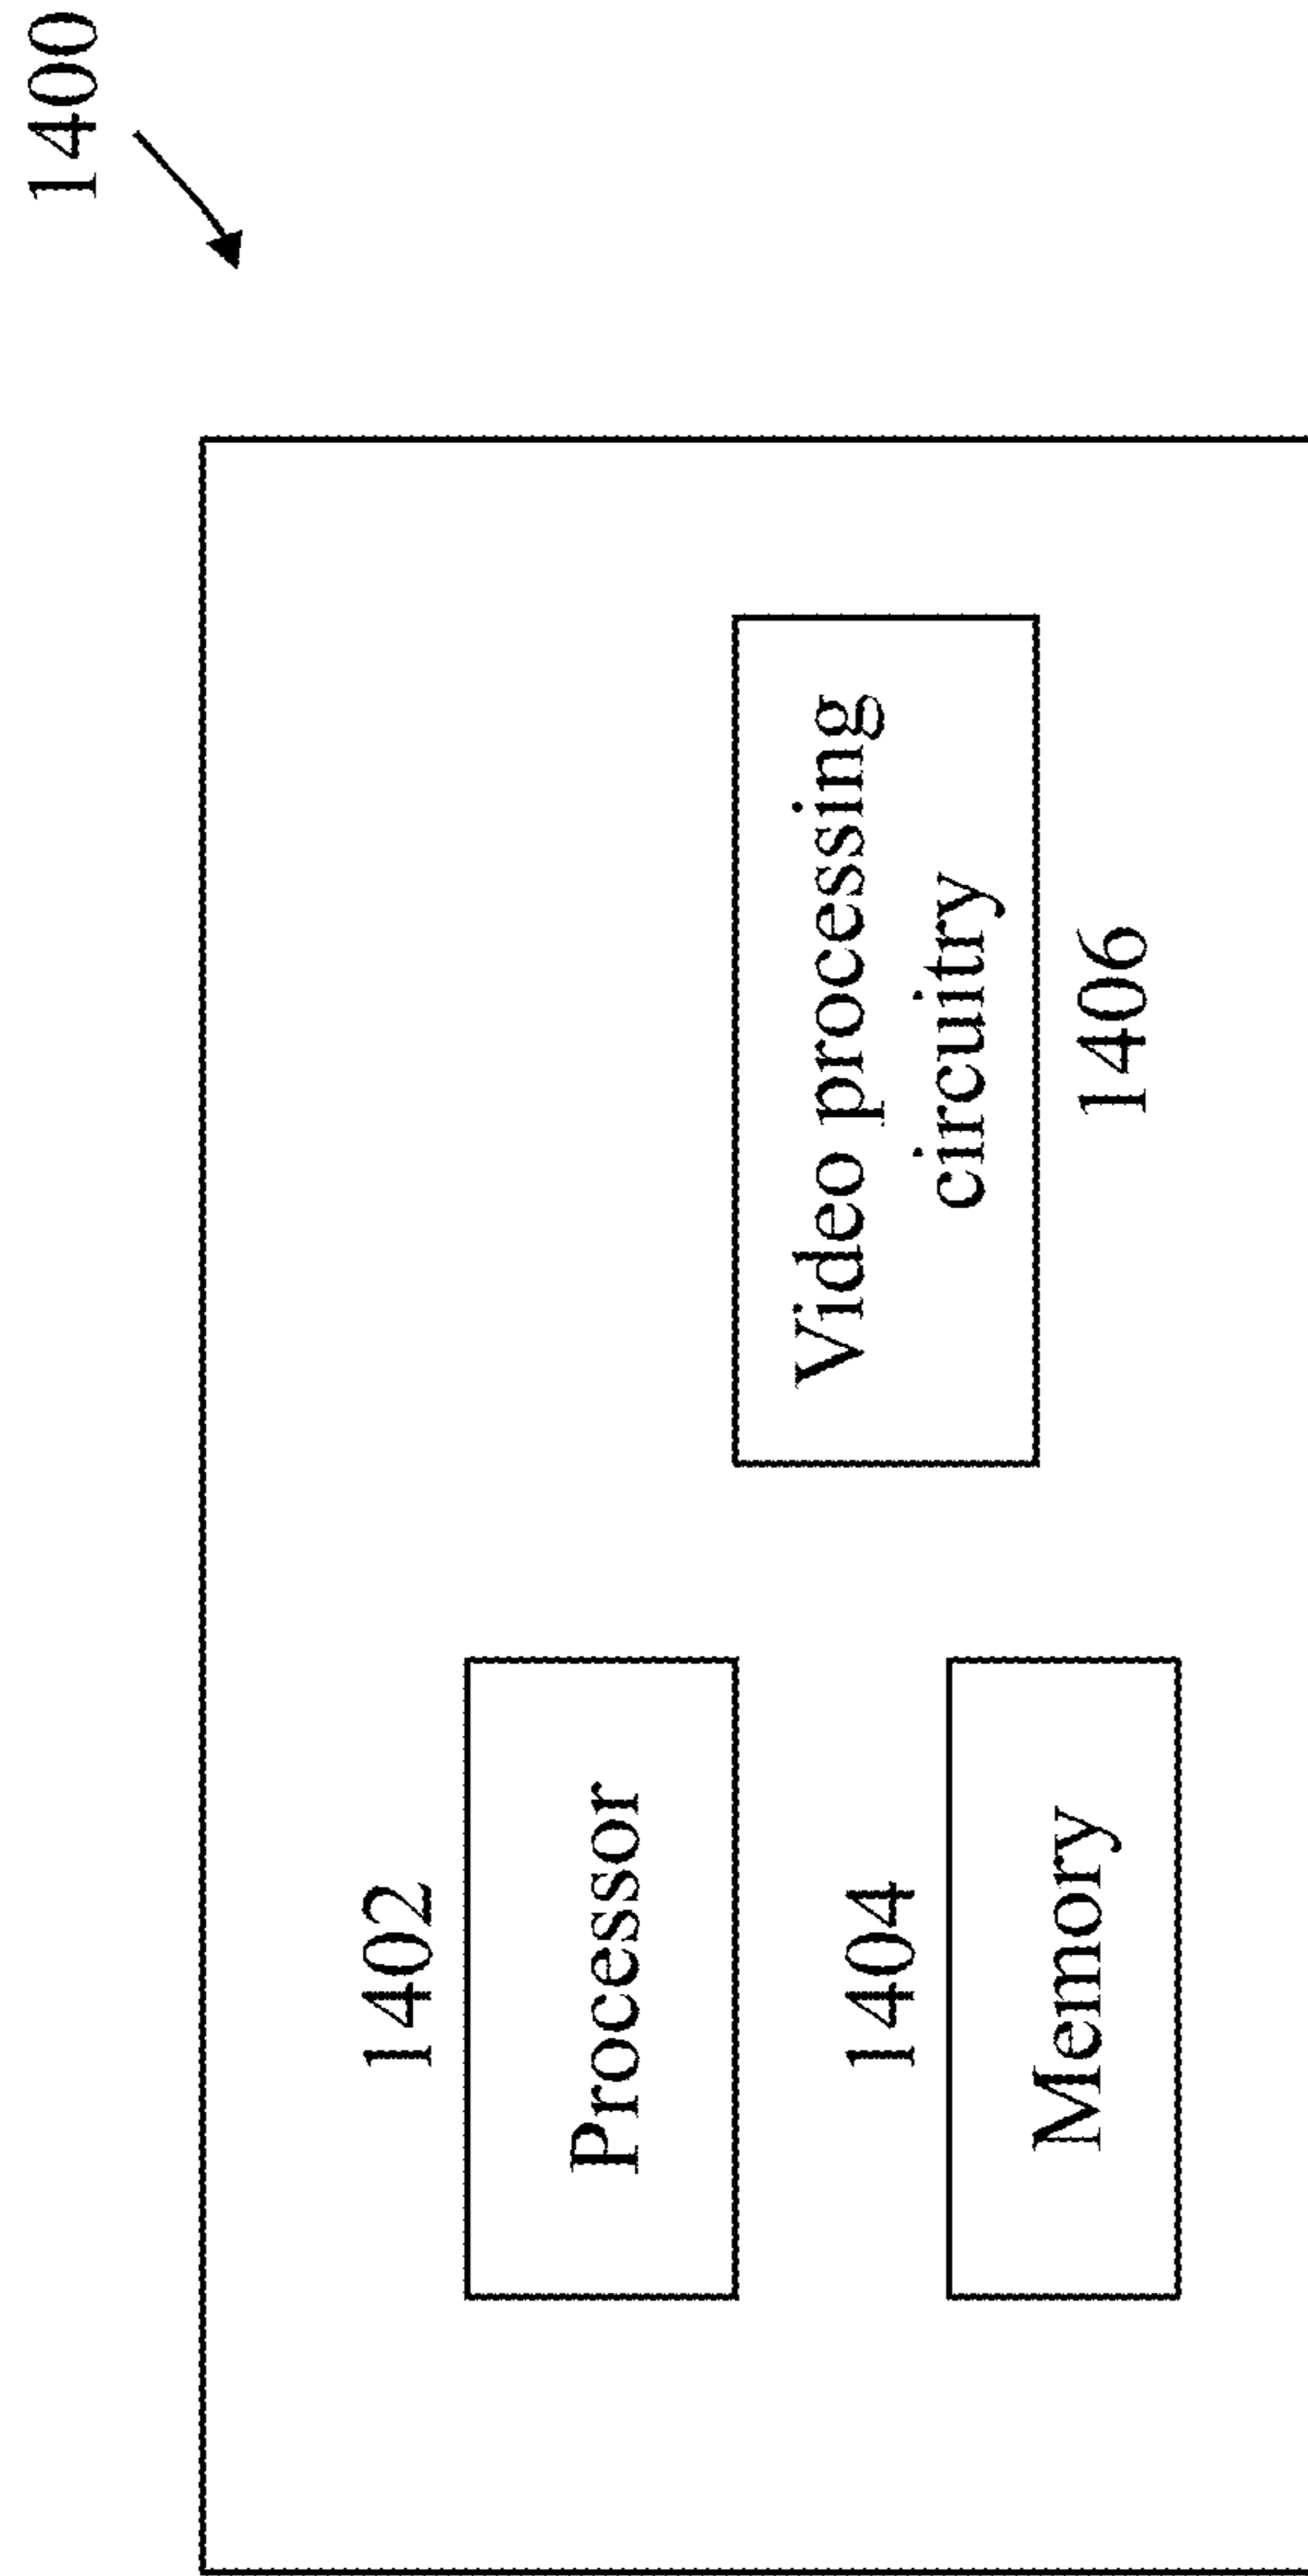 1400
1402
Processor
1404
Memory
Video processing
circuitry
1406